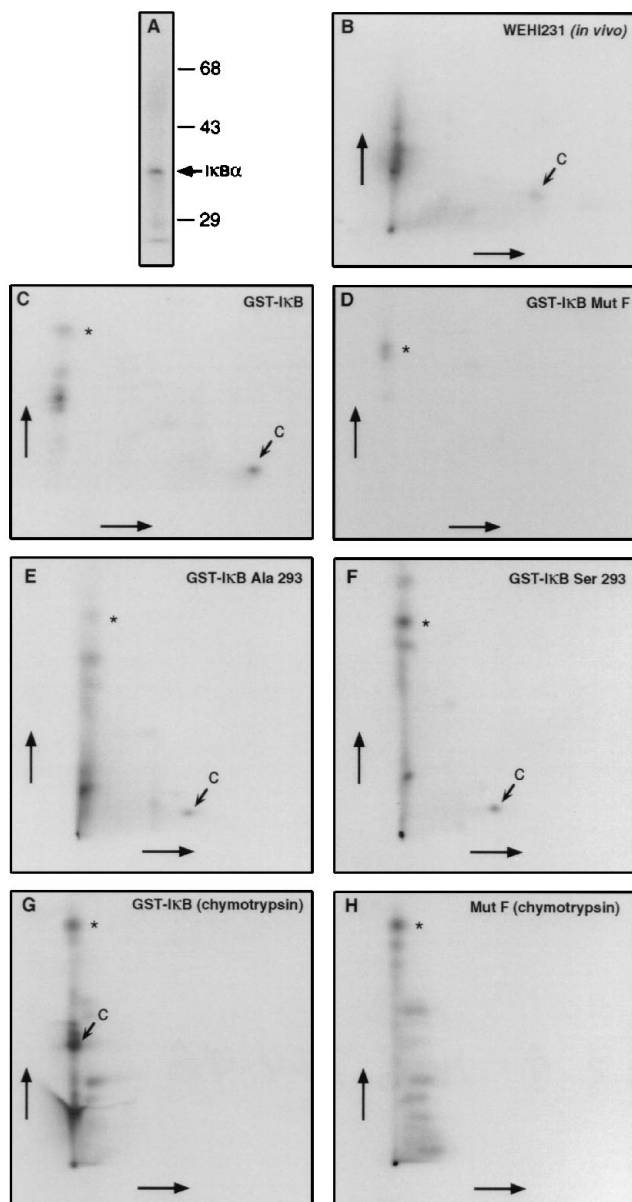 A
68
43
IκBα
29
B WEHI231 (in vivo)
C
C GST-IκB
*
C
D GST-IκB Mut F
*
E GST-IκB Ala 293
*
C
F GST-IκB Ser 293
*
C
G GST-IκB (chymotrypsin)
*
C
H Mut F (chymotrypsin)
*